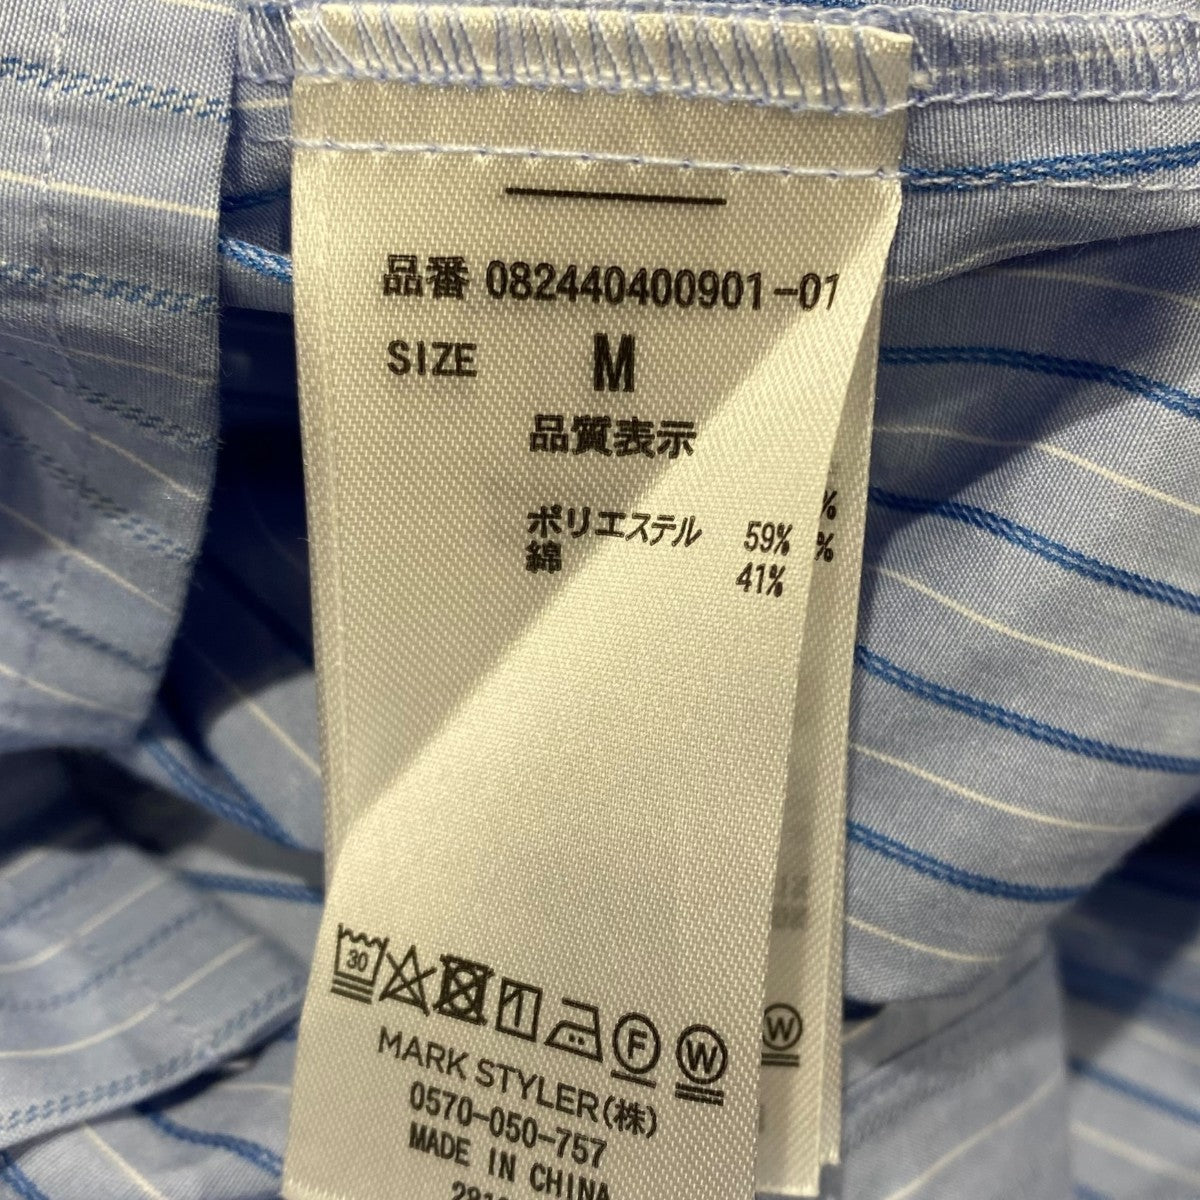 品番 082440400901-01
SIZE M
品質表示
ポリエステル 59%
綿 41%
%
%
30
F W
W
MARK STYLER(株)
0570-050-757
MADE IN CHINA